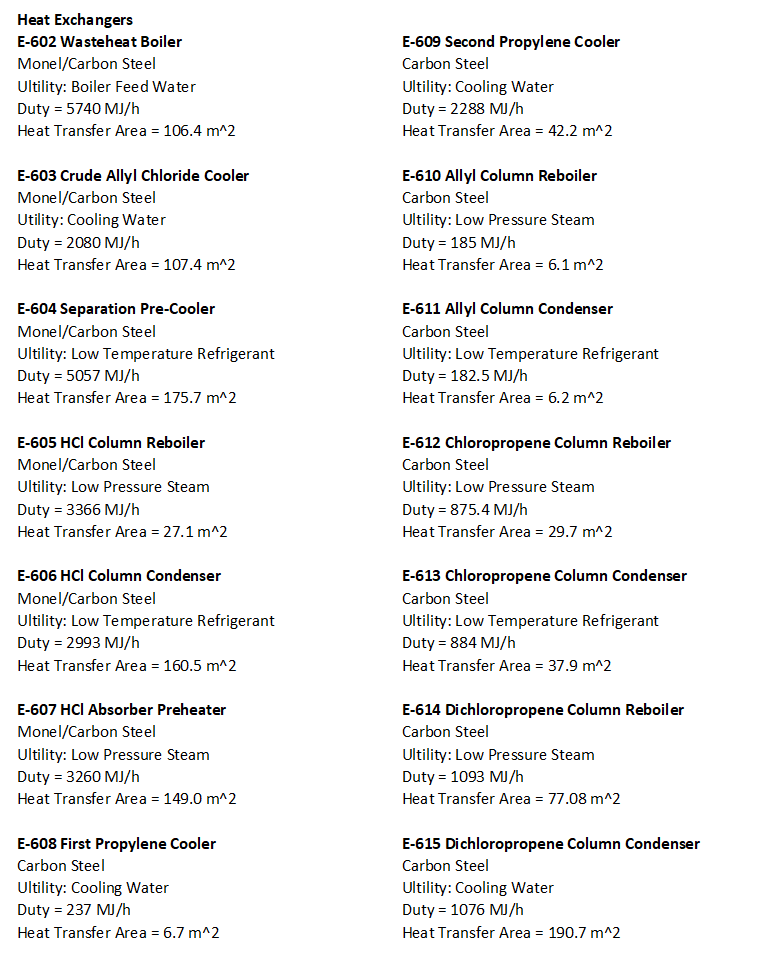 Heat Exchangers
E-602 Wasteheat Boiler
Monel/Carbon Steel
Ultility: Boiler Feed Water
Duty = 5740 MJ/h
Heat Transfer Area = 106.4 m^2
E-603 Crude Allyl Chloride Cooler
Monel/Carbon Steel
Utility: Cooling Water
Duty = 2080 MJ/h
Heat Transfer Area = 107.4 m^2
E-604 Separation Pre-Cooler
Monel/Carbon Steel
Ultility: Low Temperature Refrigerant
Duty = 5057 MJ/h
Heat Transfer Area = 175.7 m^2
E-605 HCl Column Reboiler
Monel/Carbon Steel
Ultility: Low Pressure Steam
Duty = 3366 MJ/h
Heat Transfer Area = 27.1 m^2
E-606 HCl Column Condenser
Monel/Carbon Steel
Ultility: Low Temperature Refrigerant
Duty = 2993 MJ/h
Heat Transfer Area = 160.5 m^2
E-607 HCl Absorber Preheater
Monel/Carbon Steel
Ultility: Low Pressure Steam
Duty = 3260 MJ/h
Heat Transfer Area = 149.0 m^2
E-608 First Propylene Cooler
Carbon Steel
Ultility: Cooling Water
Duty = 237 MJ/h
Heat Transfer Area = 6.7 m^2
E-609 Second Propylene Cooler
Carbon Steel
Ultility: Cooling Water
Duty = 2288 MJ/h
Heat Transfer Area = 42.2 m^2
E-610 Allyl Column Reboiler
Carbon Steel
Ultility: Low Pressure Steam
Duty = 185 MJ/h
Heat Transfer Area = 6.1 m^2
E-611 Allyl Column Condenser
Carbon Steel
Ultility: Low Temperature Refrigerant
Duty = 182.5 MJ/h
Heat Transfer Area = 6.2 m^2
E-612 Chloropropene Column Reboiler
Carbon Steel
Ultility: Low Pressure Steam
Duty = 875.4 MJ/h
Heat Transfer Area = 29.7 m^2
E-613 Chloropropene Column Condenser
Carbon Steel
Ultility: Low Temperature Refrigerant
Duty = 884 MJ/h
Heat Transfer Area = 37.9 m^2
E-614 Dichloropropene Column Reboiler
Carbon Steel
Ultility: Low Pressure Steam
Duty = 1093 MJ/h
Heat Transfer Area = 77.08 m^2
E-615 Dichloropropene Column Condenser
Carbon Steel
Ultility: Cooling Water
Duty = 1076 MJ/h
Heat Transfer Area = 190.7 m^2